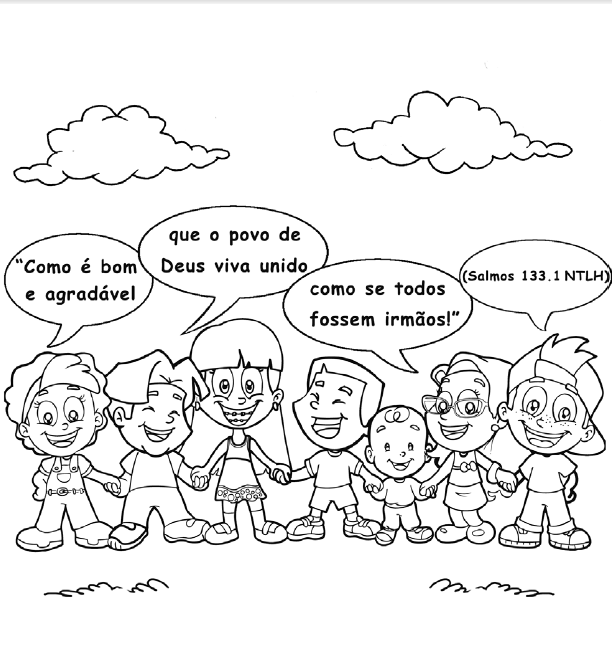 “Como é bom
e agradável
que o povo de
Deus viva unido
como se todos
fossem irmãos!”
(Salmos 133.1 NTLH)